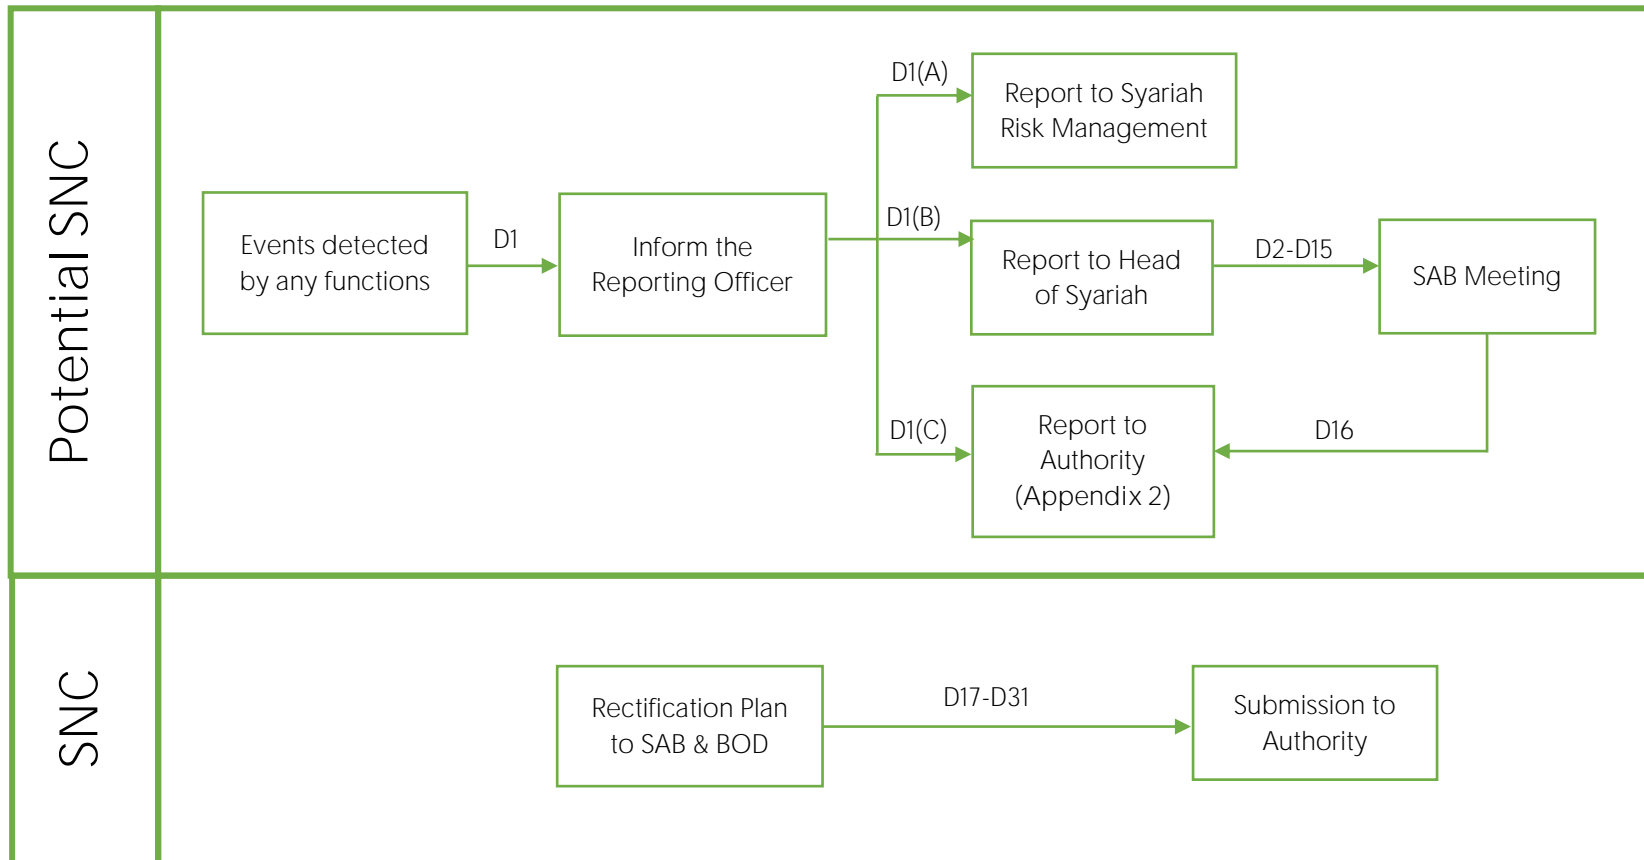 Potential SNC
Events detected
by any functions
D1
Inform the
Reporting Officer
D1(A)
Report to Syariah
Risk Management
D1(B)
Report to Head
of Syariah
D2-D15
SAB Meeting
D1(C)
Report to
Authority
(Appendix 2)
D16
SNC
Rectification Plan
to SAB & BOD
D17-D31
Submission to
Authority